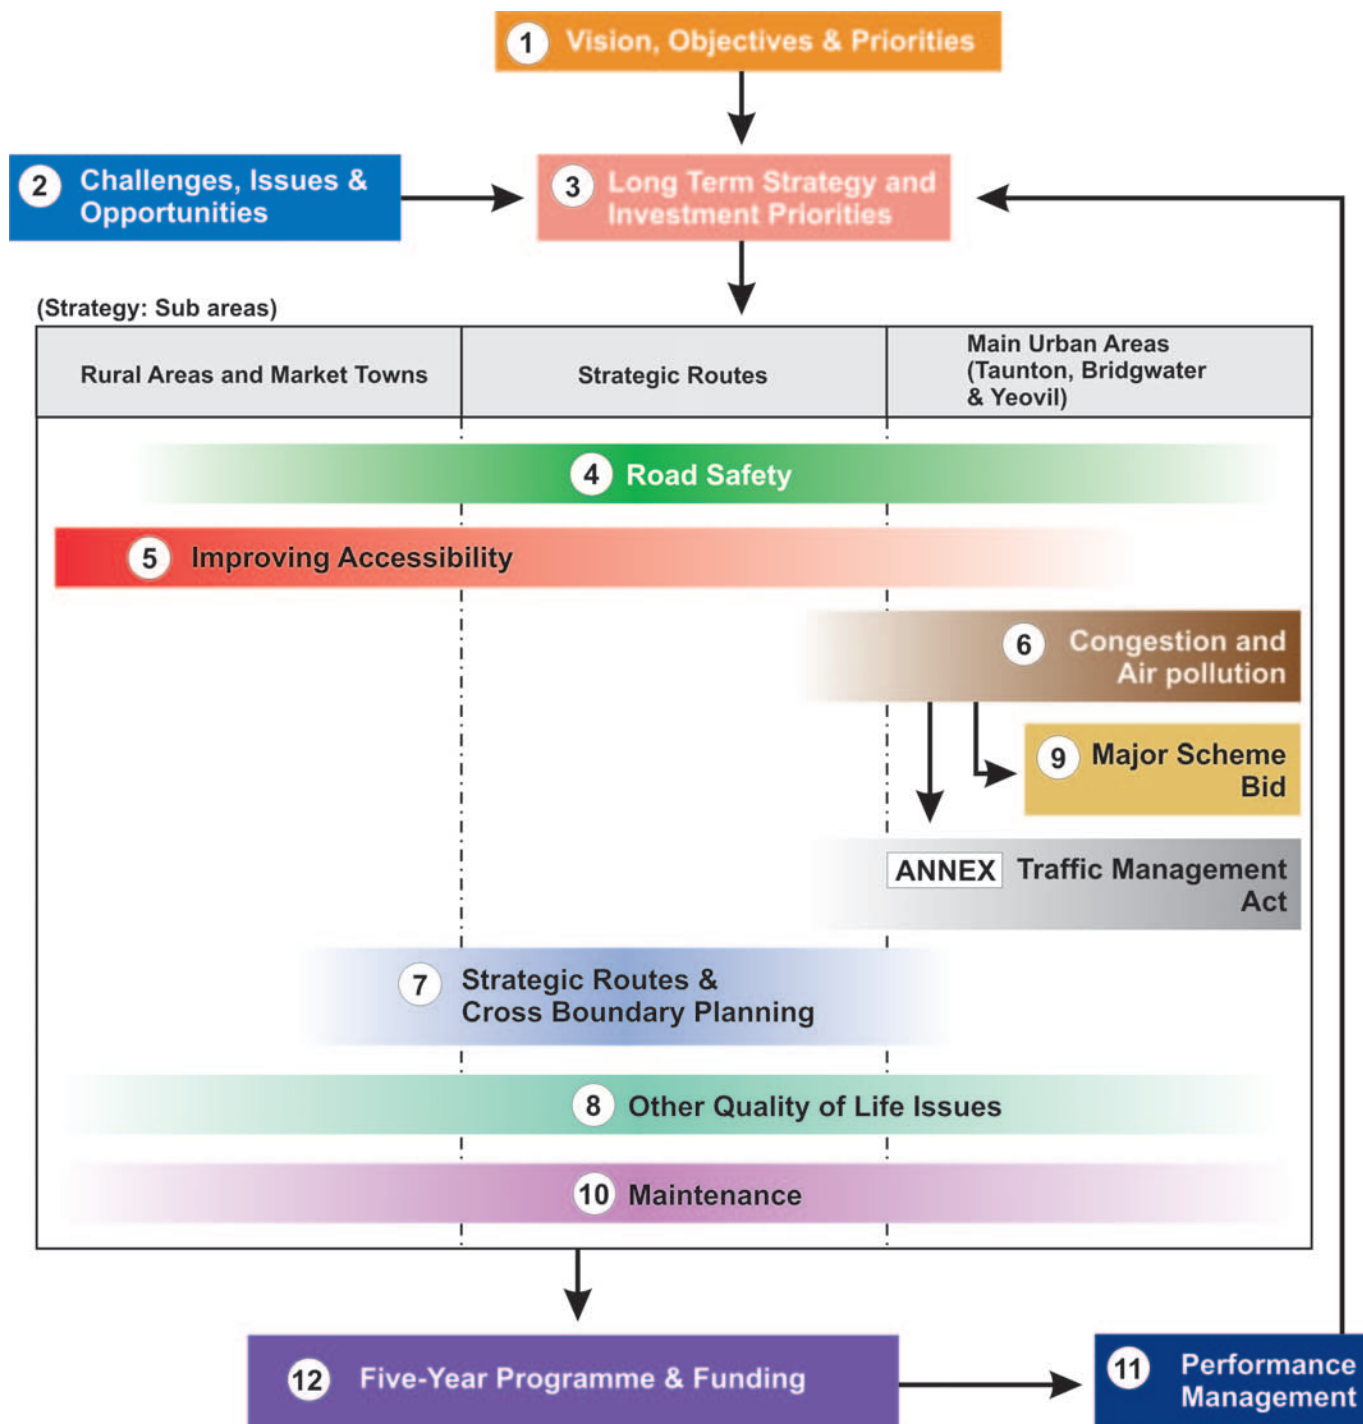 1 Vision, Objectives & Priorities
2 Challenges, Issues &
Opportunities
3 Long Term Strategy and
Investment Priorities
(Strategy: Sub areas)
Rural Areas and Market Towns
Strategic Routes
Main Urban Areas
(Taunton, Bridgwater
& Yeovil)
4 Road Safety
5 Improving Accessibility
6 Congestion and
Air pollution
9 Major Scheme
Bid
ANNEX Traffic Management
Act
7 Strategic Routes &
Cross Boundary Planning
8 Other Quality of Life Issues
10 Maintenance
12 Five-Year Programme & Funding
11 Performance
Management